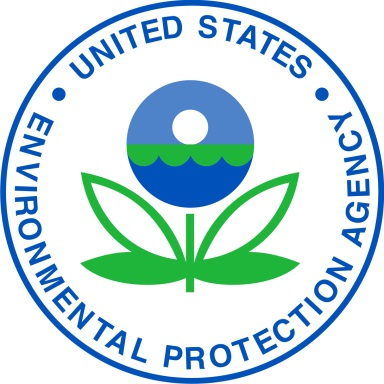 UNITED STATES
ENVIRONMENTAL PROTECTION AGENCY